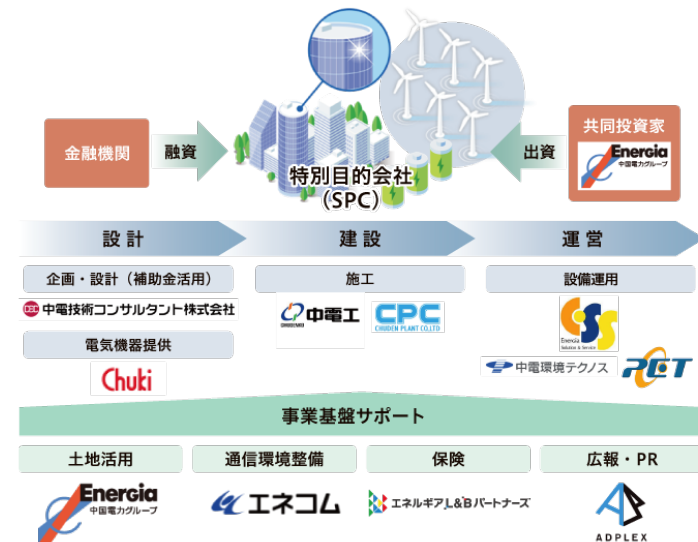 金融機関
融資
特別目的会社
(SPC)
出資
共同投資家
Energia
中国電力グループ
設計
建設
運営
企画・設計（補助金活用）
CEC 中電技術コンサルタント株式会社
電気機器提供
Chuki
施工
中電工
CPC
CHUDEN PLANT CO.LTD
設備運用
ESS
Energia
Solution & Service
中電環境テクノス
事業基盤サポート
土地活用
通信環境整備
保険
広報・PR
Energia
中国電力グループ
エネコム
エネルギアL&Bパートナーズ
ADPLEX